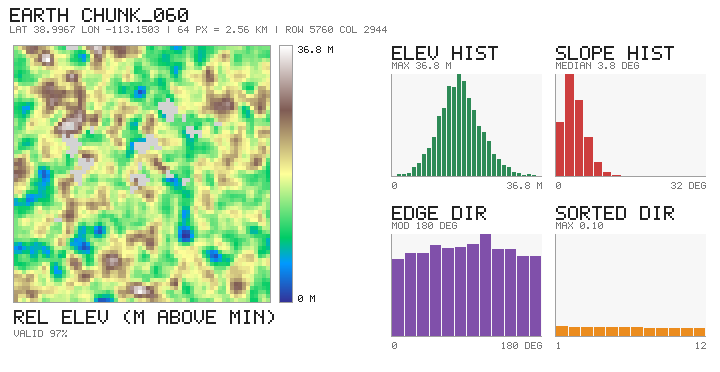 EARTH CHUNK_060
LAT 38.9967 LON -113.1503 | 64 PX = 2.56 KM | ROW 5760 COL 2944
36.8 M
0 M
REL ELEV (M ABOVE MIN)
VALID 97%
ELEV HIST
MAX 36.8 M
0 36.8 M
SLOPE HIST
MEDIAN 3.8 DEG
0 32 DEG
EDGE DIR
MOD 180 DEG
0 180 DEG
SORTED DIR
MAX 0.10
1 12